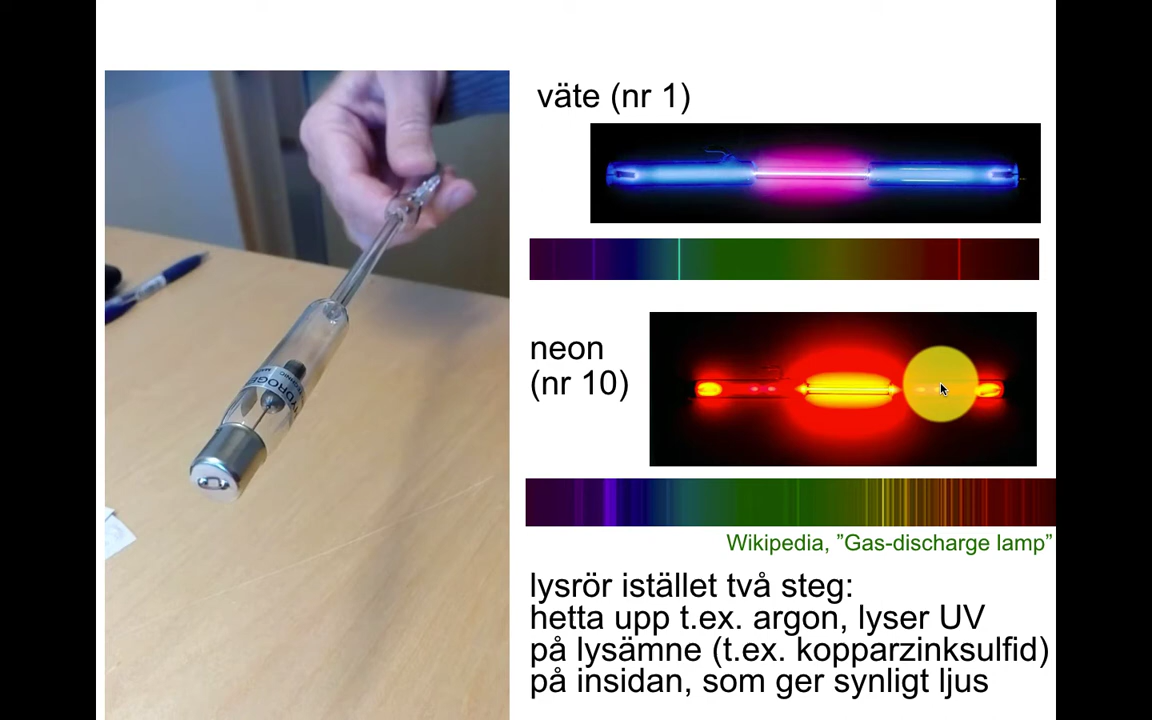 väte (nr 1)
neon
(nr 10)
Wikipedia, ”Gas-discharge lamp”
lysrör istället två steg:
hetta upp t.ex. argon, lyser UV
på lysämne (t.ex. kopparzinksulfid)
på insidan, som ger synligt ljus